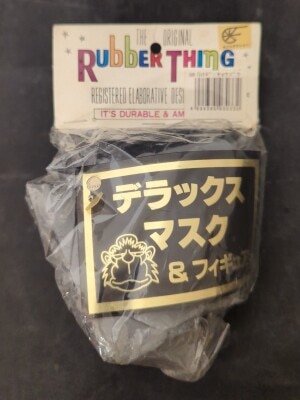 THE ORIGINAL
RUBBER THING
REGISTERED ELABORATIVE DESI
IT'S DURABLE & AM
デラックス
マスク
& フィギュア